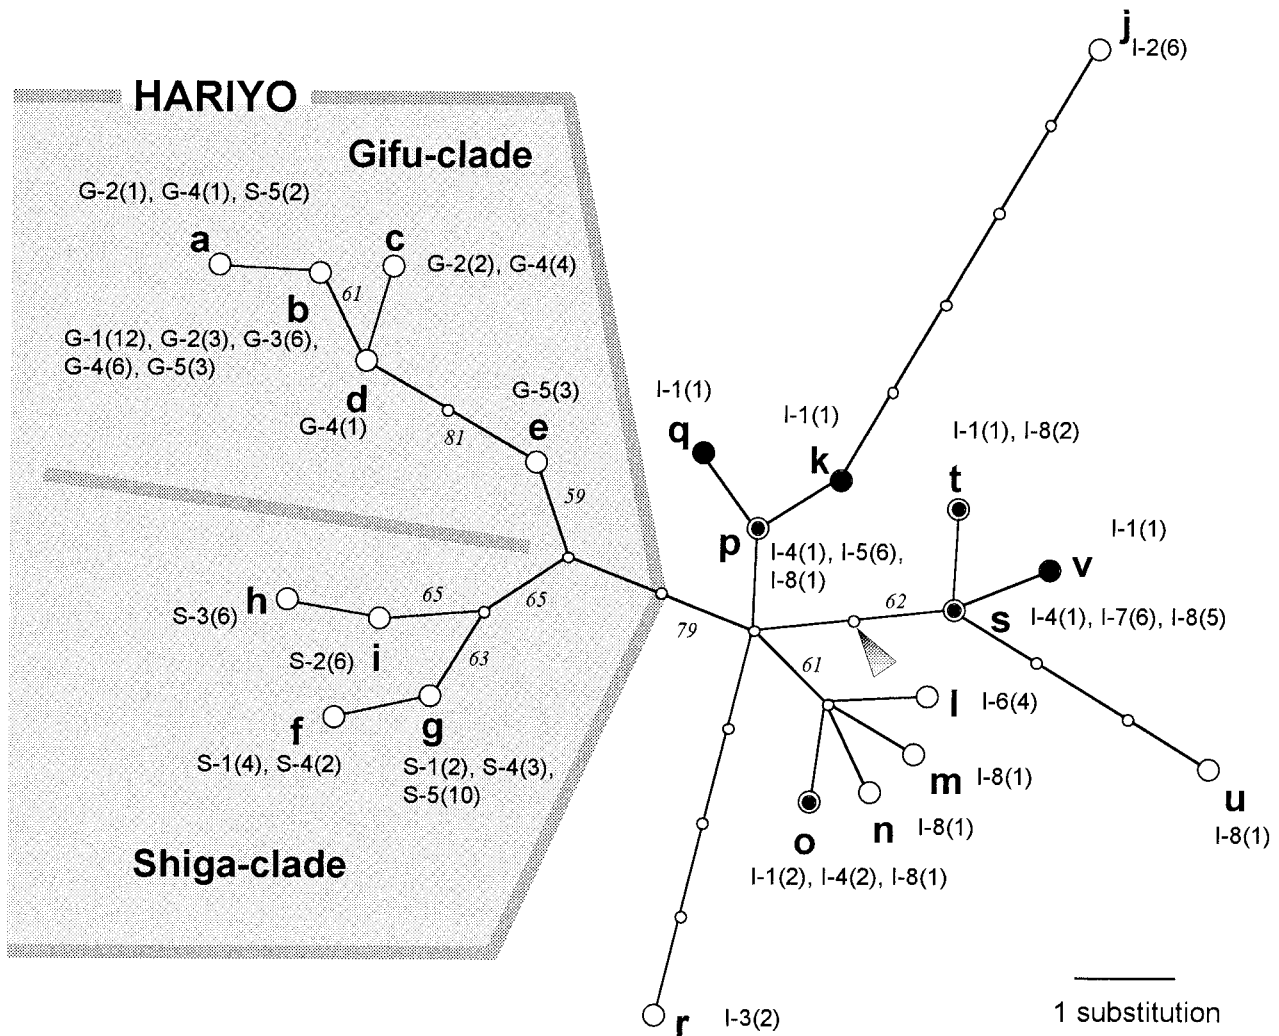 j
I-2(6)
HARIYO
Gifu-clade
G-2(1), G-4(1), S-5(2)
a
c
G-2(2), G-4(4)
61
b
G-1(12), G-2(3), G-3(6),
G-4(6), G-5(3)
d
G-4(1)
81
G-5(3)
e
59
I-1(1)
q
I-1(1)
k
I-1(1), I-8(2)
t
p
I-4(1), I-5(6),
I-8(1)
I-1(1)
v
62
s
I-4(1), I-7(6), I-8(5)
h
S-3(6)
65
65
S-2(6)
i
63
79
61
f
g
S-1(4), S-4(2)
S-1(2), S-4(3),
S-5(10)
l
I-6(4)
m
I-8(1)
n
I-8(1)
o
I-1(2), I-4(2), I-8(1)
u
I-8(1)
Shiga-clade
r
I-3(2)
1 substitution